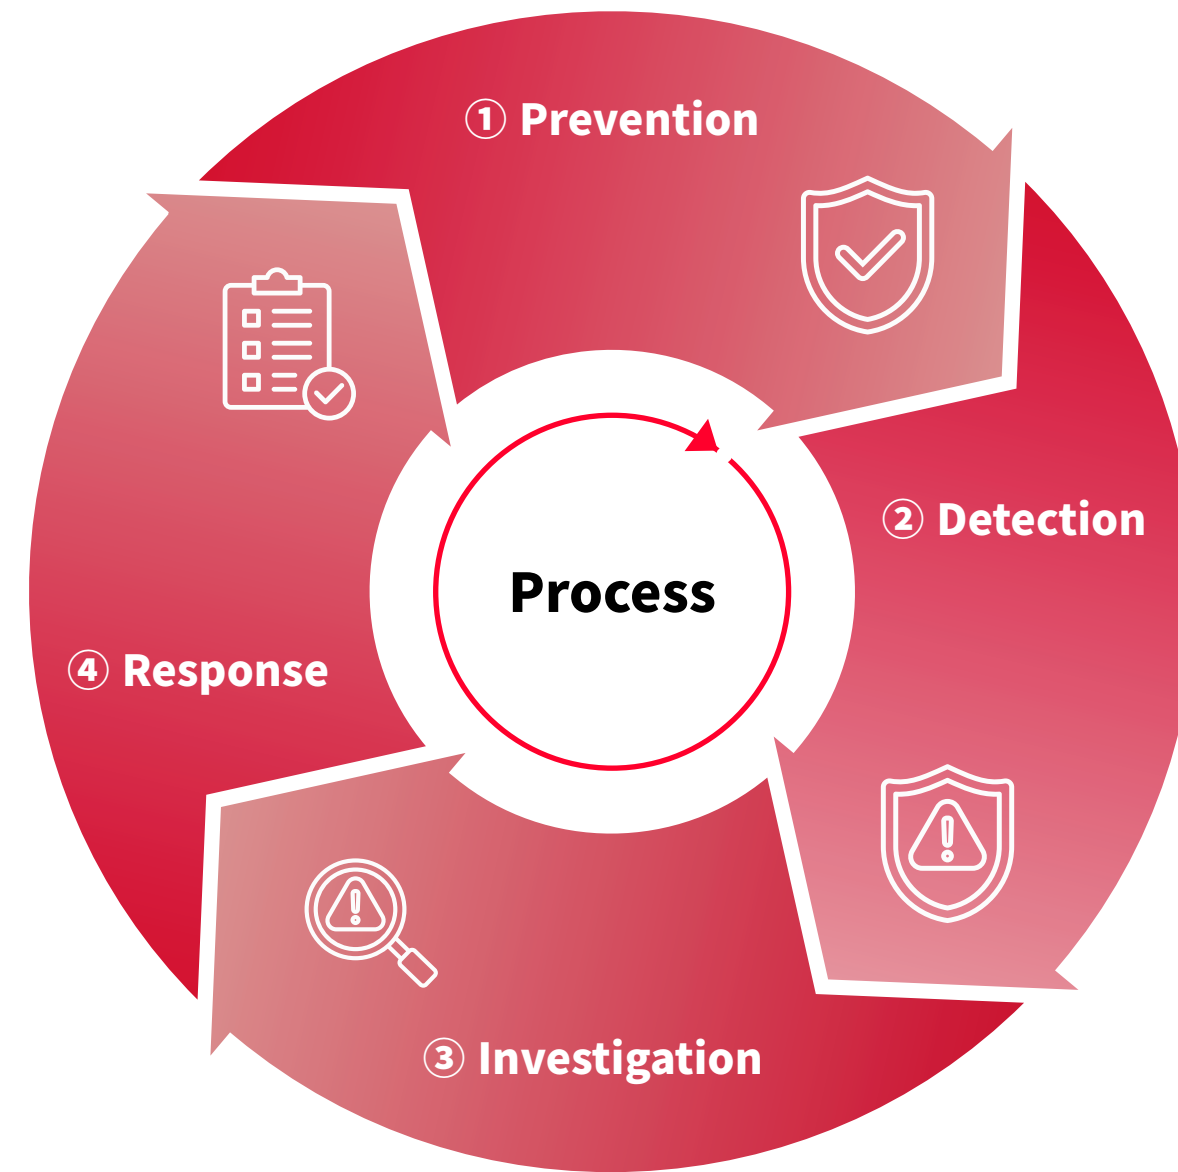 ① Prevention
② Detection
Process
④ Response
③ Investigation